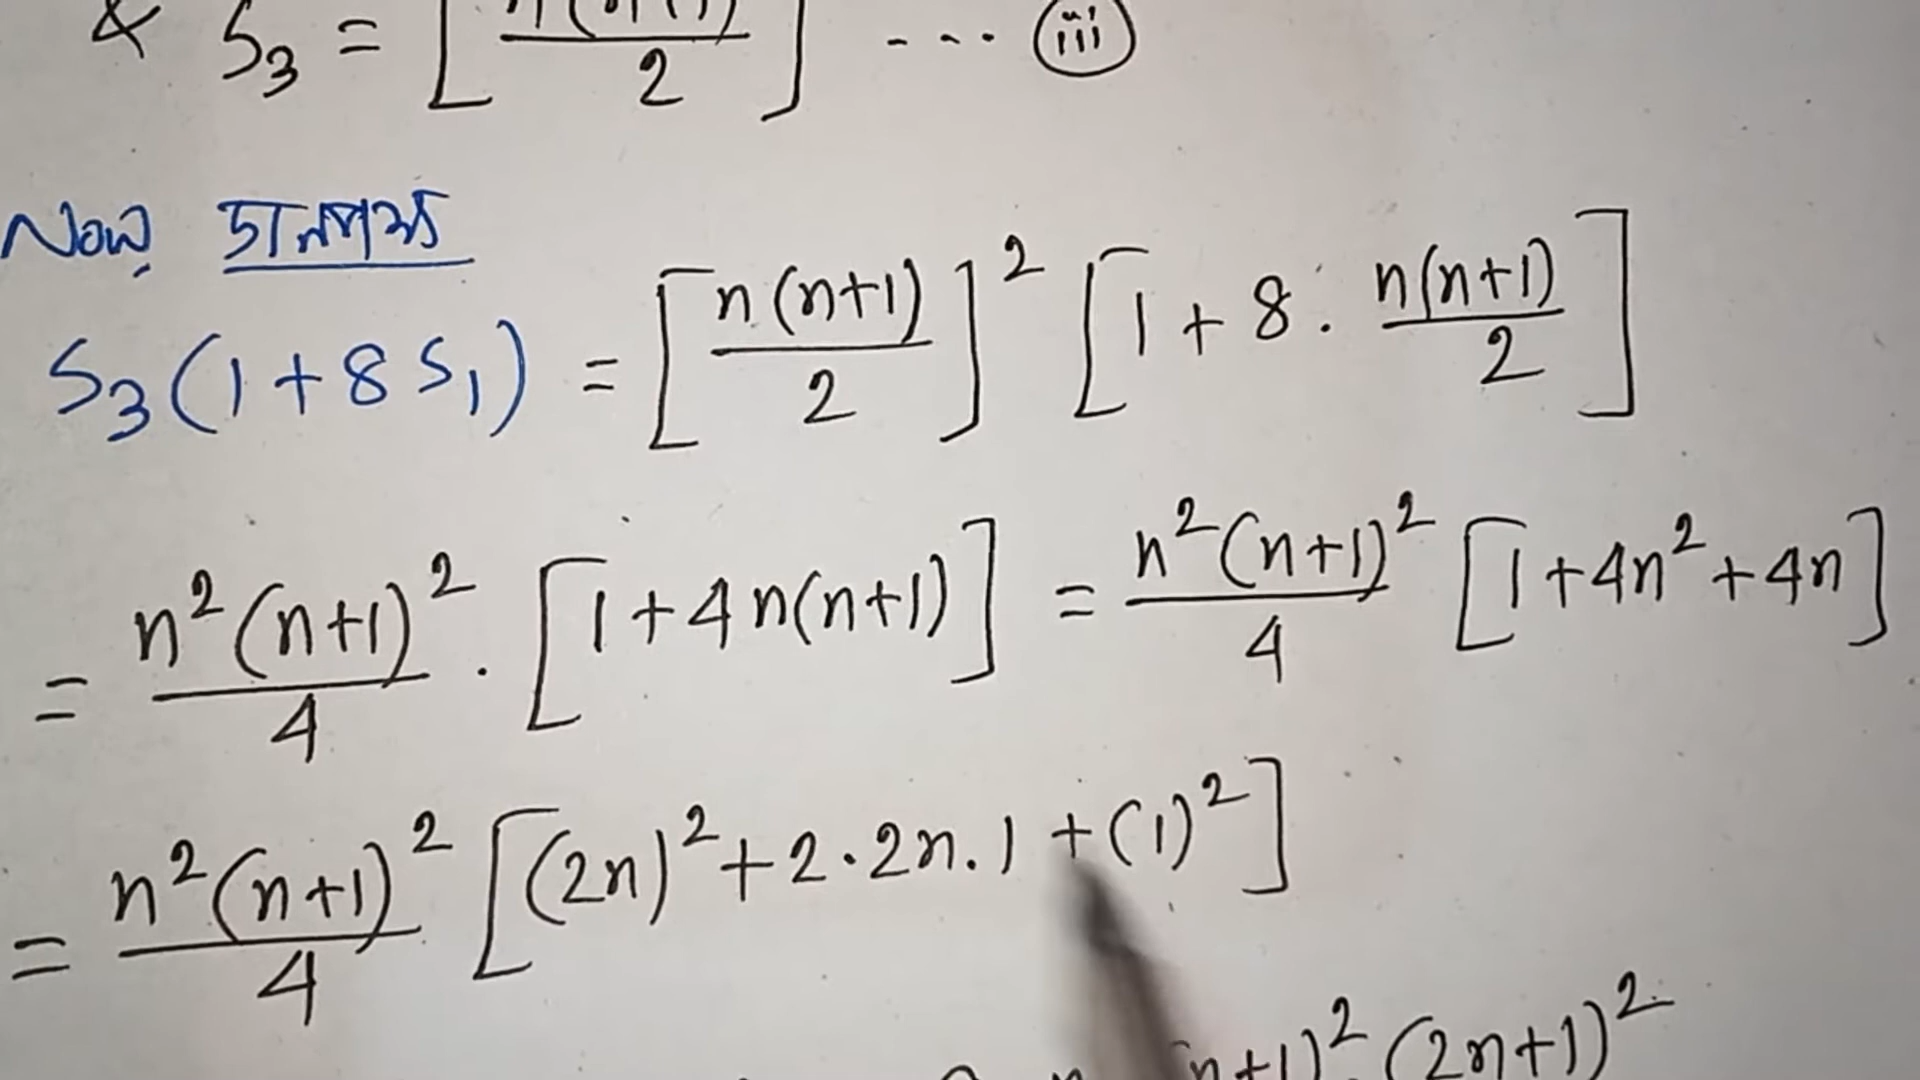 & S₃ = [n(n+1)/2] --- (iii)
Now, ডানপক্ষ
S₃(1+8S₁) = [n(n+1)/2]² [1 + 8 · n(n+1)/2]
= n²(n+1)²/4 · [1+4n(n+1)] = n²(n+1)²/4 [1+4n²+4n]
= n²(n+1)²/4 [(2n)²+2·2n·1+(1)²]
n+1)² (2n+1)²